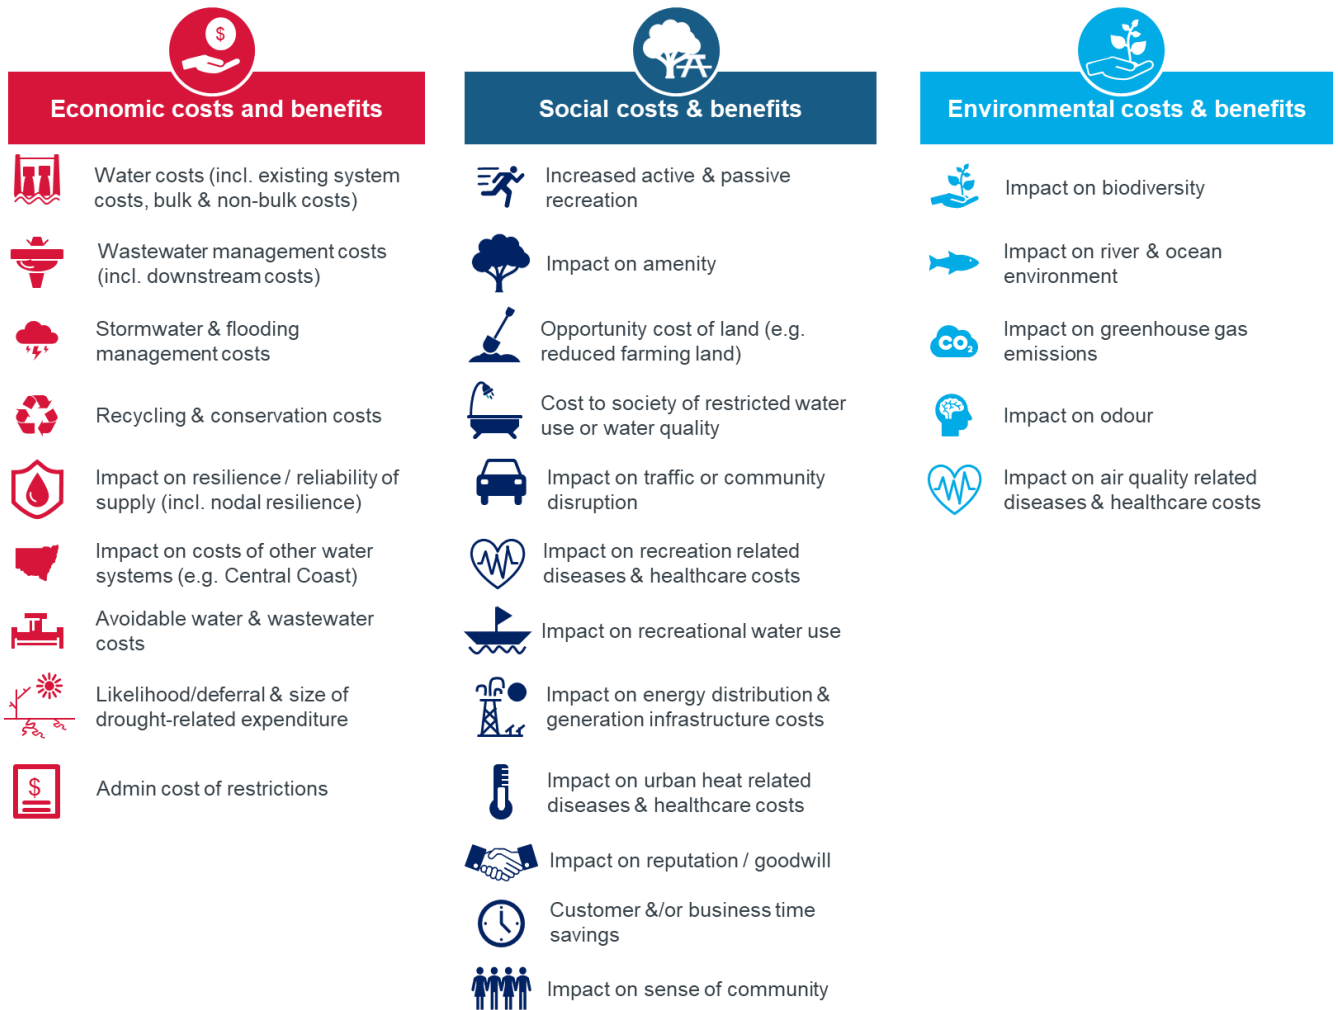 $
Economic costs and benefits
Water costs (incl. existing system
costs, bulk & non-bulk costs)
Wastewater management costs
(incl. downstream costs)
Stormwater & flooding
management costs
Recycling & conservation costs
Impact on resilience / reliability of
supply (incl. nodal resilience)
Impact on costs of other water
systems (e.g. Central Coast)
Avoidable water & wastewater
costs
Likelihood/deferral & size of
drought-related expenditure
$
Admin cost of restrictions
Social costs & benefits
Increased active & passive
recreation
Impact on amenity
Opportunity cost of land (e.g.
reduced farming land)
Cost to society of restricted water
use or water quality
Impact on traffic or community
disruption
Impact on recreation related
diseases & healthcare costs
Impact on recreational water use
Impact on energy distribution &
generation infrastructure costs
Impact on urban heat related
diseases & healthcare costs
Impact on reputation / goodwill
Customer &/or business time
savings
Impact on sense of community
Environmental costs & benefits
Impact on biodiversity
Impact on river & ocean
environment
CO2
Impact on greenhouse gas
emissions
Impact on odour
Impact on air quality related
diseases & healthcare costs